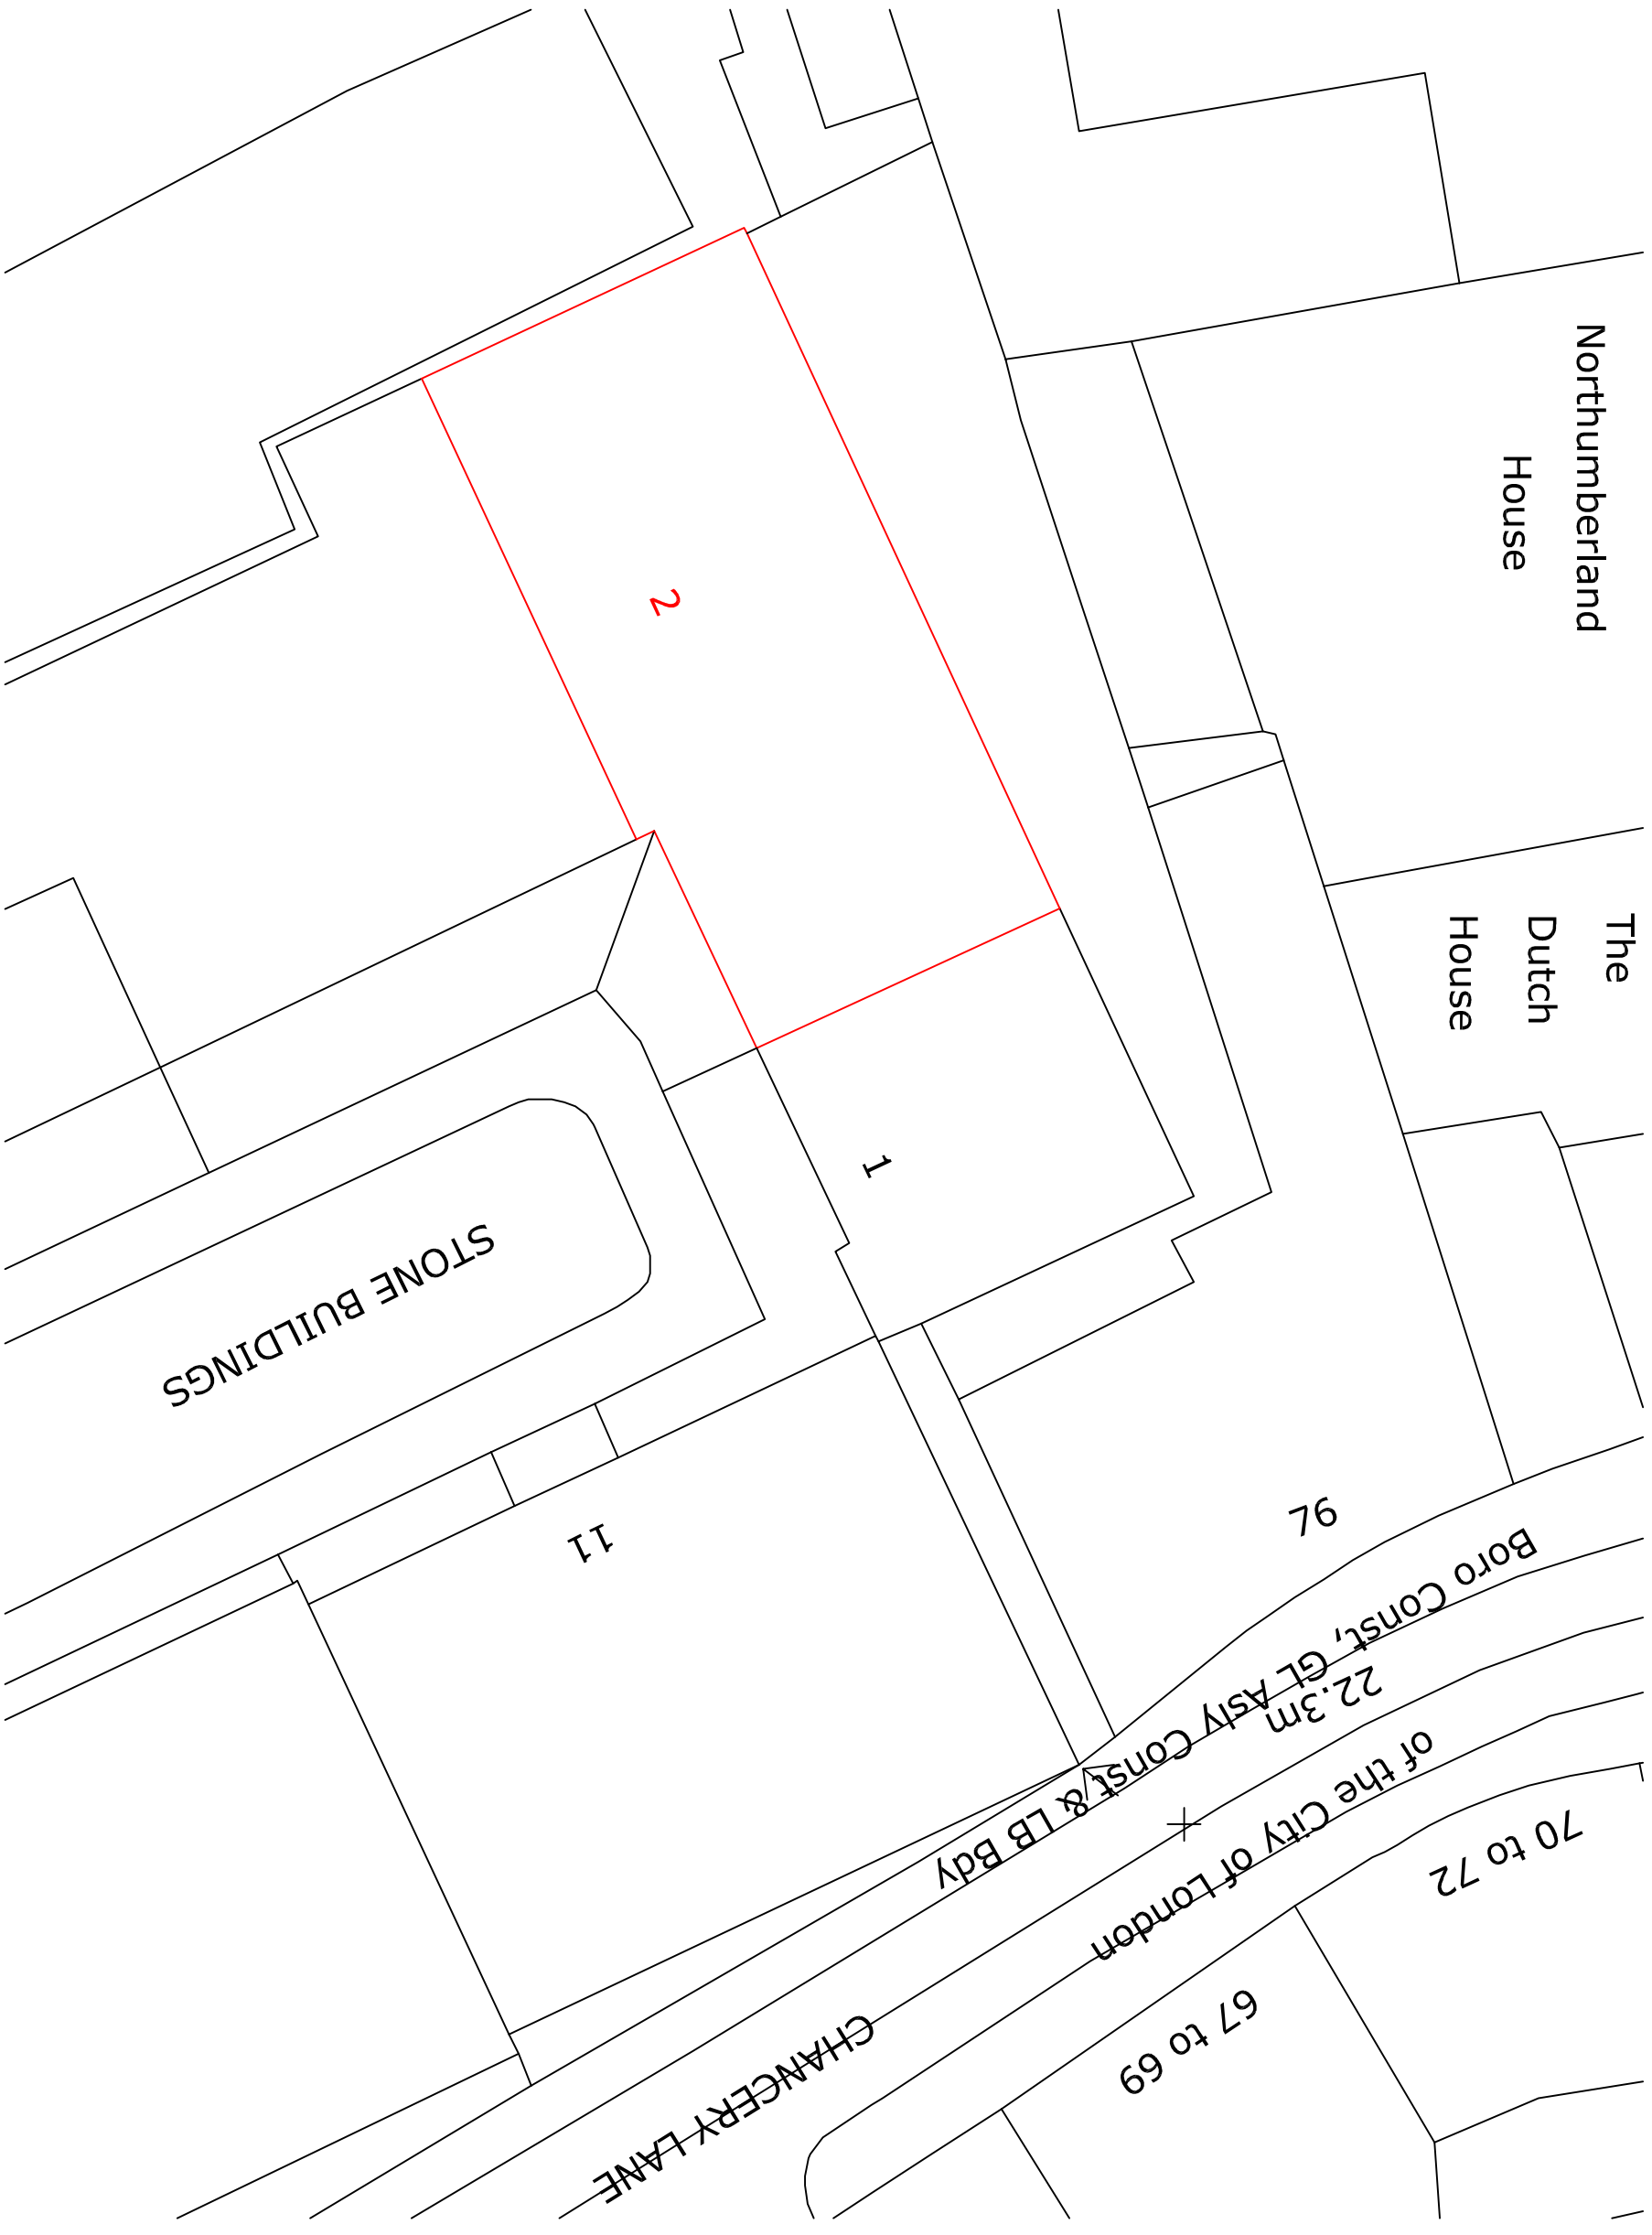 Northumberland
House
The
Dutch
House
2
1
STONE BUILDINGS
11
76
Boro Const, GL Asly Const & LB Bdy
22.3m
of the City of London
CHANCERY LANE
70 to 72
67 to 69